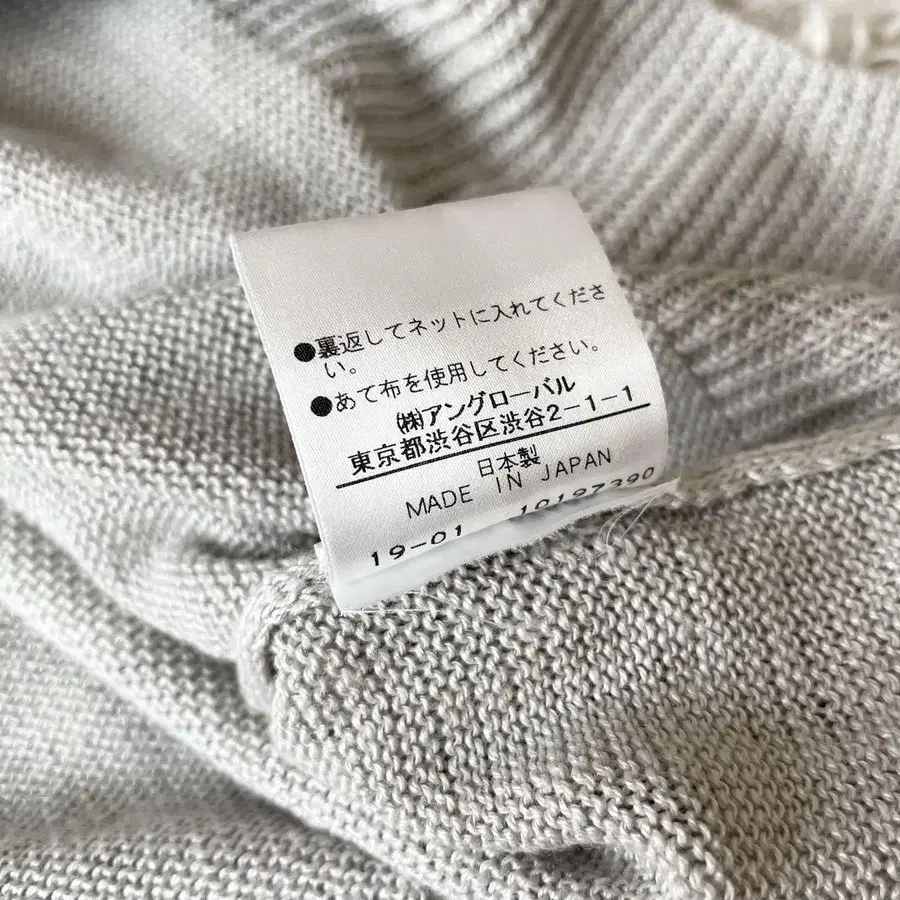 ●裏返してネットに入れてくださ
い。
●あて布を使用してください。
㈱アングローバル
東京都渋谷区渋谷2-1-1
日本製
MADE IN JAPAN
19-01 10197390